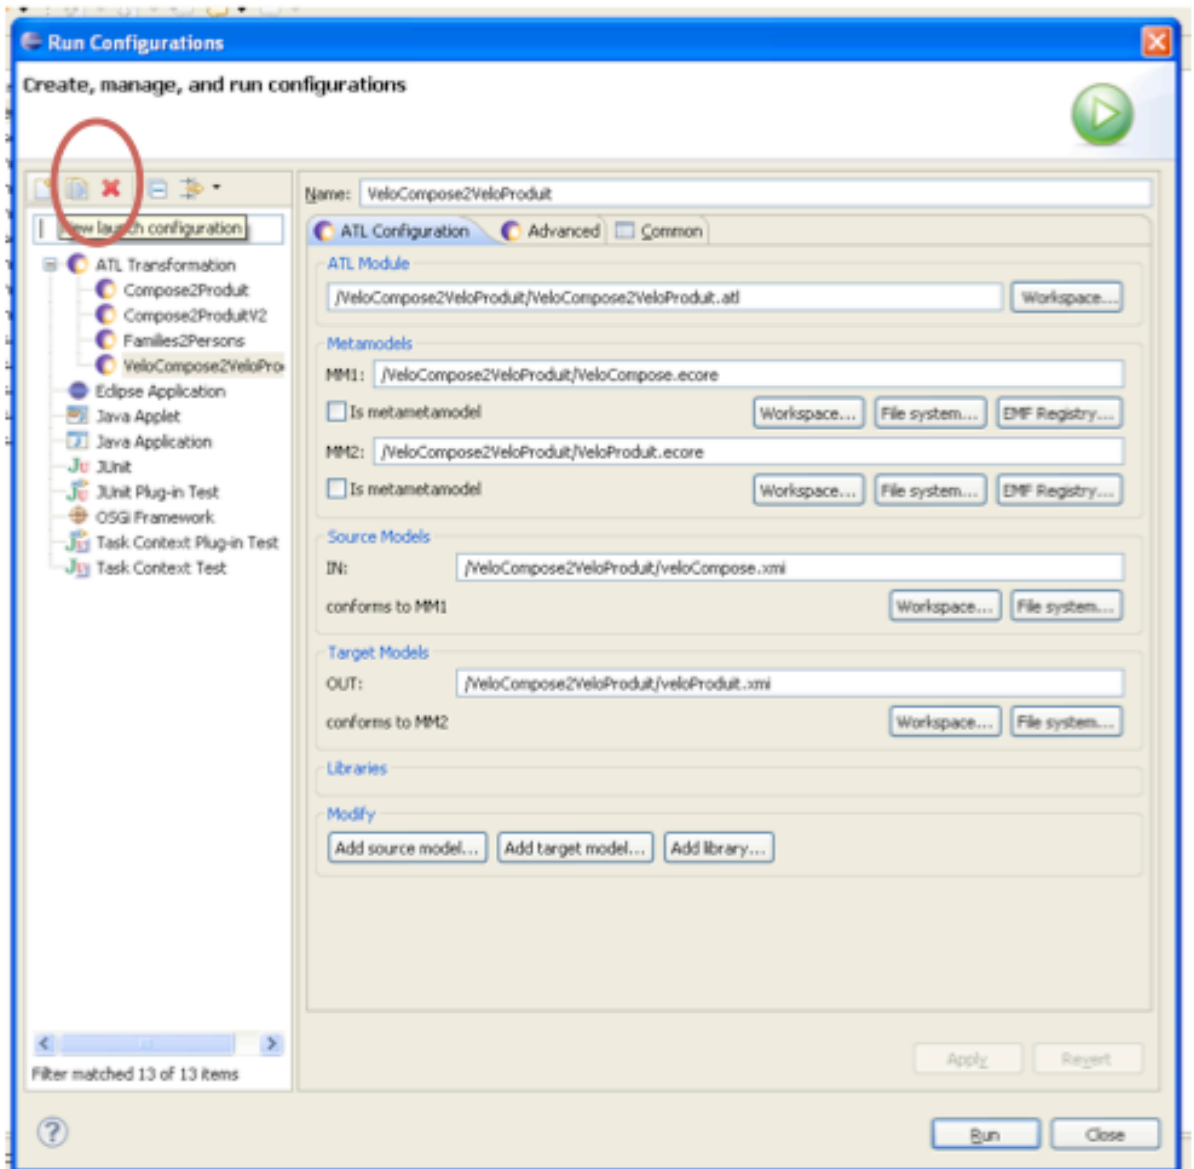 Run Configurations
Create, manage, and run configurations
Name: VeloCompose2VeloProduit
launch configuration
ATL Configuration Advanced Common
ATL Transformation
Compose2Produit
Compose2ProduitV2
Families2Persons
VeloCompose2VeloPro
Eclipse Application
Java Applet
Java Application
JUnit
JUnit Plug-in Test
OSGi Framework
Task Context Plug-in Test
Task Context Test
Filter matched 13 of 13 items
ATL Module
/VeloCompose2VeloProduit/VeloCompose2VeloProduit.atl Workspace...
Metamodels
MM1: /VeloCompose2VeloProduit/VeloCompose.ecore
Is metametamodel Workspace... File system... EMF Registry...
MM2: /VeloCompose2VeloProduit/VeloProduit.ecore
Is metametamodel Workspace... File system... EMF Registry...
Source Models
IN: /VeloCompose2VeloProduit/veloCompose.xmi
conforms to MM1 Workspace... File system...
Target Models
OUT: /VeloCompose2VeloProduit/veloProduit.xmi
conforms to MM2 Workspace... File system...
Libraries
Modify
Add source model... Add target model... Add library...
Apply Revert
? Run Close